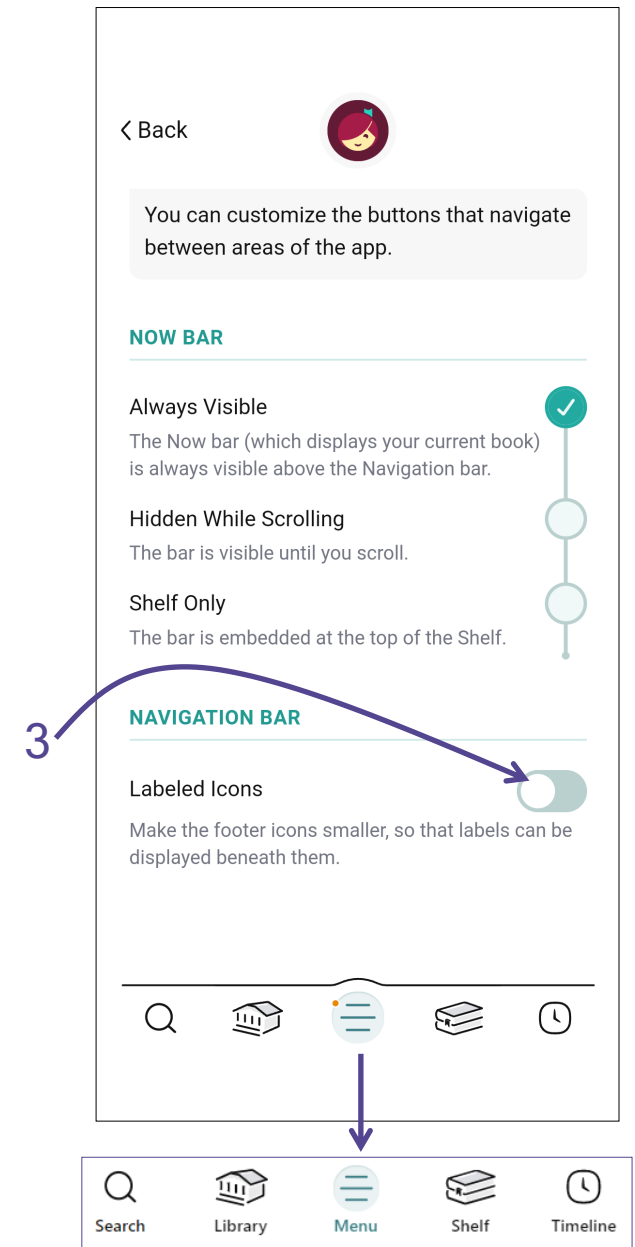 Back
You can customize the buttons that navigate
between areas of the app.
NOW BAR
Always Visible
The Now bar (which displays your current book)
is always visible above the Navigation bar.
Hidden While Scrolling
The bar is visible until you scroll.
Shelf Only
The bar is embedded at the top of the Shelf.
3
NAVIGATION BAR
Labeled Icons
Make the footer icons smaller, so that labels can be
displayed beneath them.
Search Library Menu Shelf Timeline